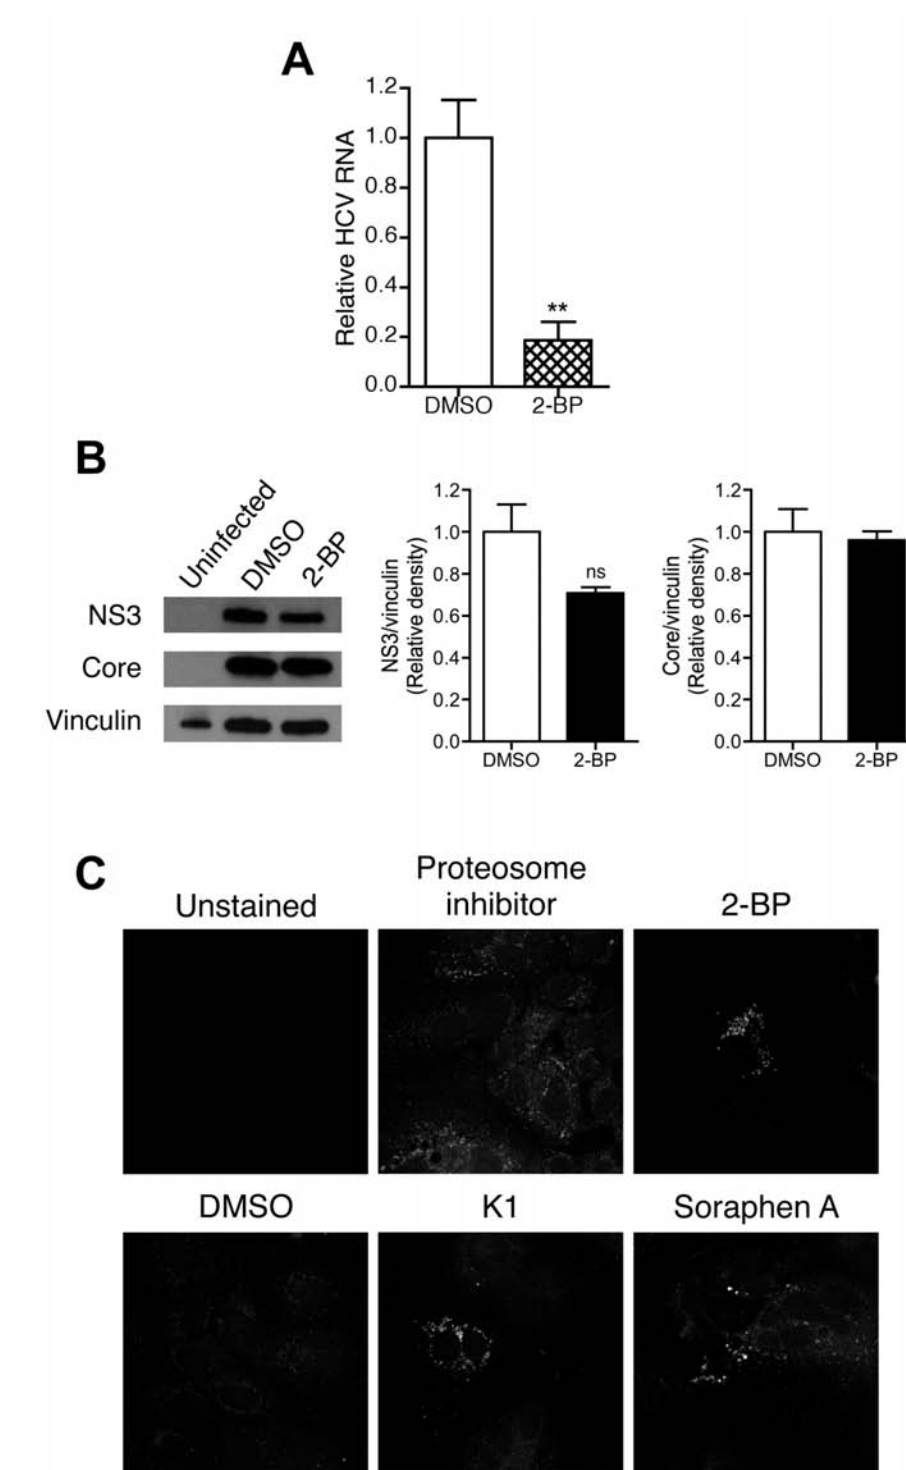 A
Relative HCV RNA
1.2
1.0
0.8
0.6
0.4
0.2
0.0
**
DMSO 2-BP
B
Uninfected DMSO 2-BP
NS3
Core
Vinculin
NS3/vinculin
(Relative density)
1.2
1.0
0.8
0.6
0.4
0.2
0.0
ns
DMSO 2-BP
Core/vinculin
(Relative density)
1.2
1.0
0.8
0.6
0.4
0.2
0.0
DMSO 2-BP
C
Unstained
Proteosome
inhibitor
2-BP
DMSO
K1
Soraphen A